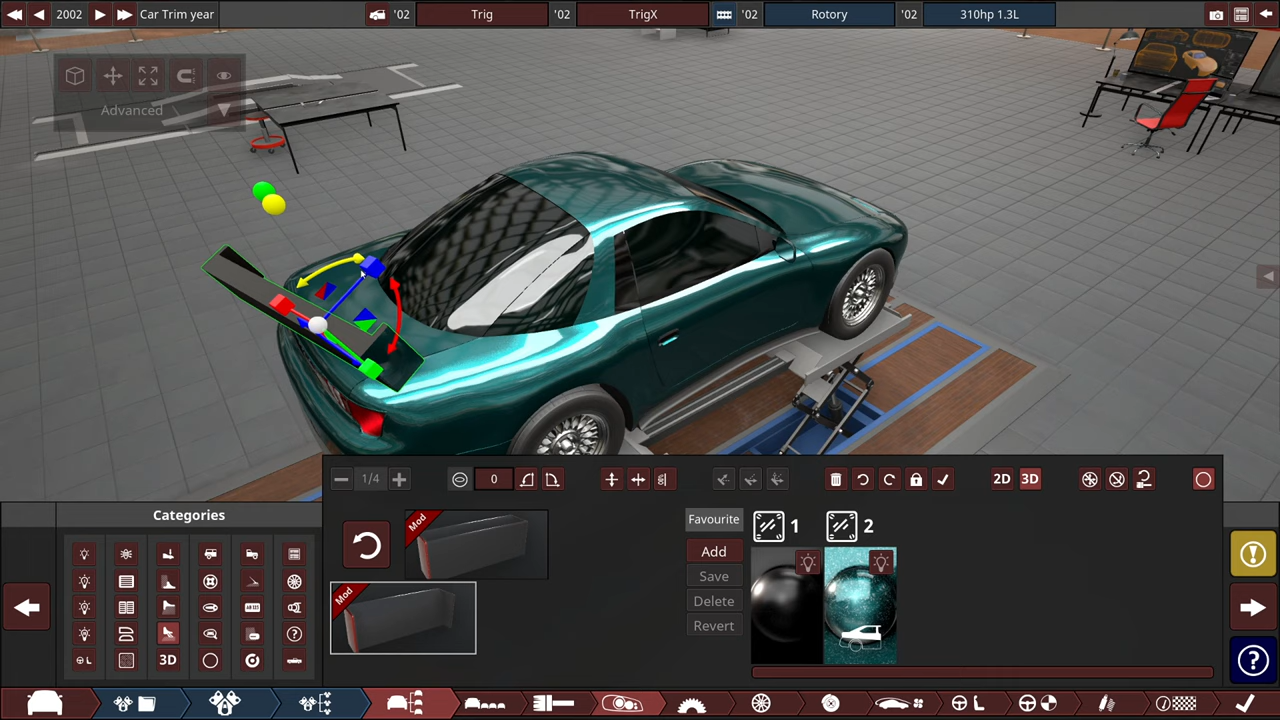 2002 Car Trim year '02 Trig '02 TrigX '02 Rotory '02 310hp 1.3L
Advanced
1/4 0 2D 3D
Categories
3D
Mod
Mod
Favourite 1 2
Add
Save
Delete
Revert